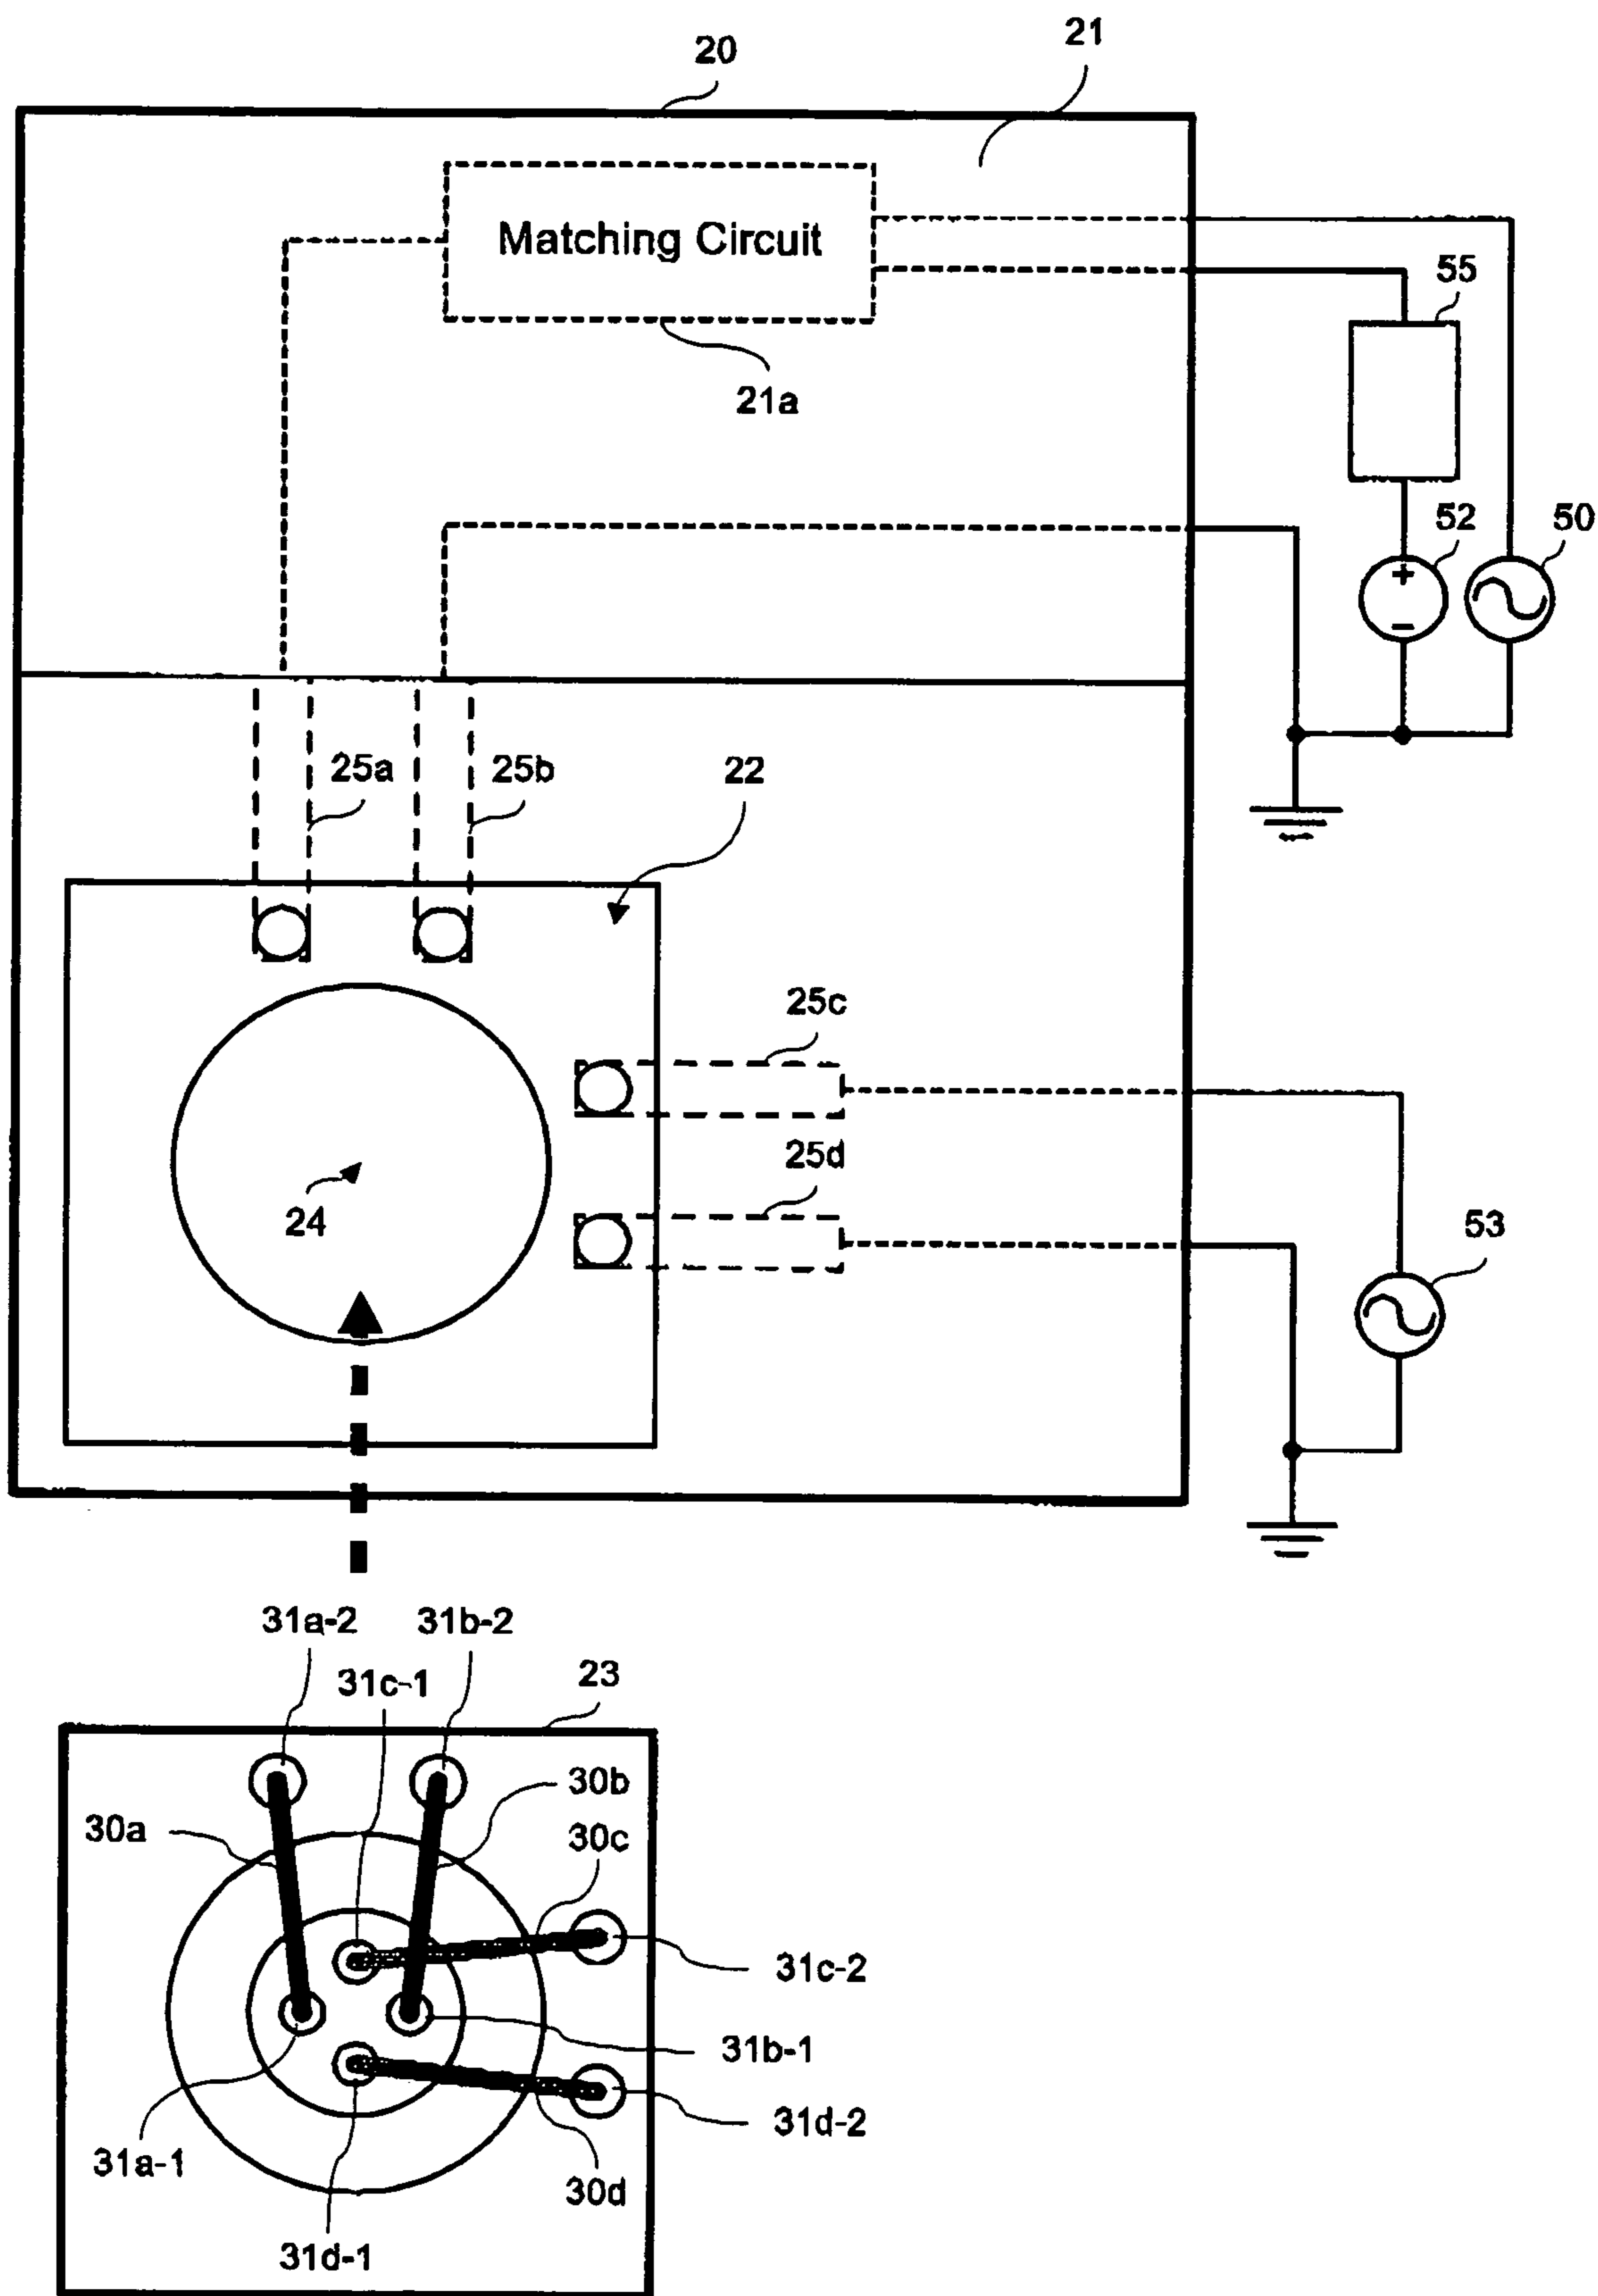 20
21
Matching Circuit
55
21a
52
50
+
−
25a
25b
22
25c
25d
24
53
31a-2
31b-2
31c-1
23
30b
30a
30c
31c-2
31b-1
31d-2
31a-1
30d
31d-1